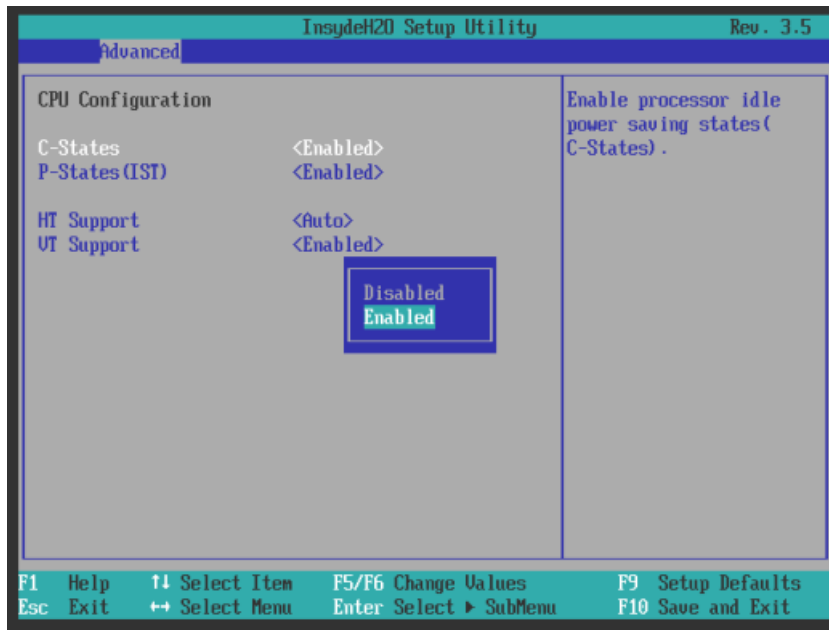 InsydeH2O Setup Utility Rev. 3.5
Advanced
CPU Configuration
C-States <Enabled>
P-States(IST) <Enabled>
HT Support <Auto>
VT Support <Enabled>
Disabled
Enabled
Enable processor idle
power saving states(
C-States).
F1 Help ↑↓ Select Item F5/F6 Change Values F9 Setup Defaults
Esc Exit ↔ Select Menu Enter Select ▶ SubMenu F10 Save and Exit